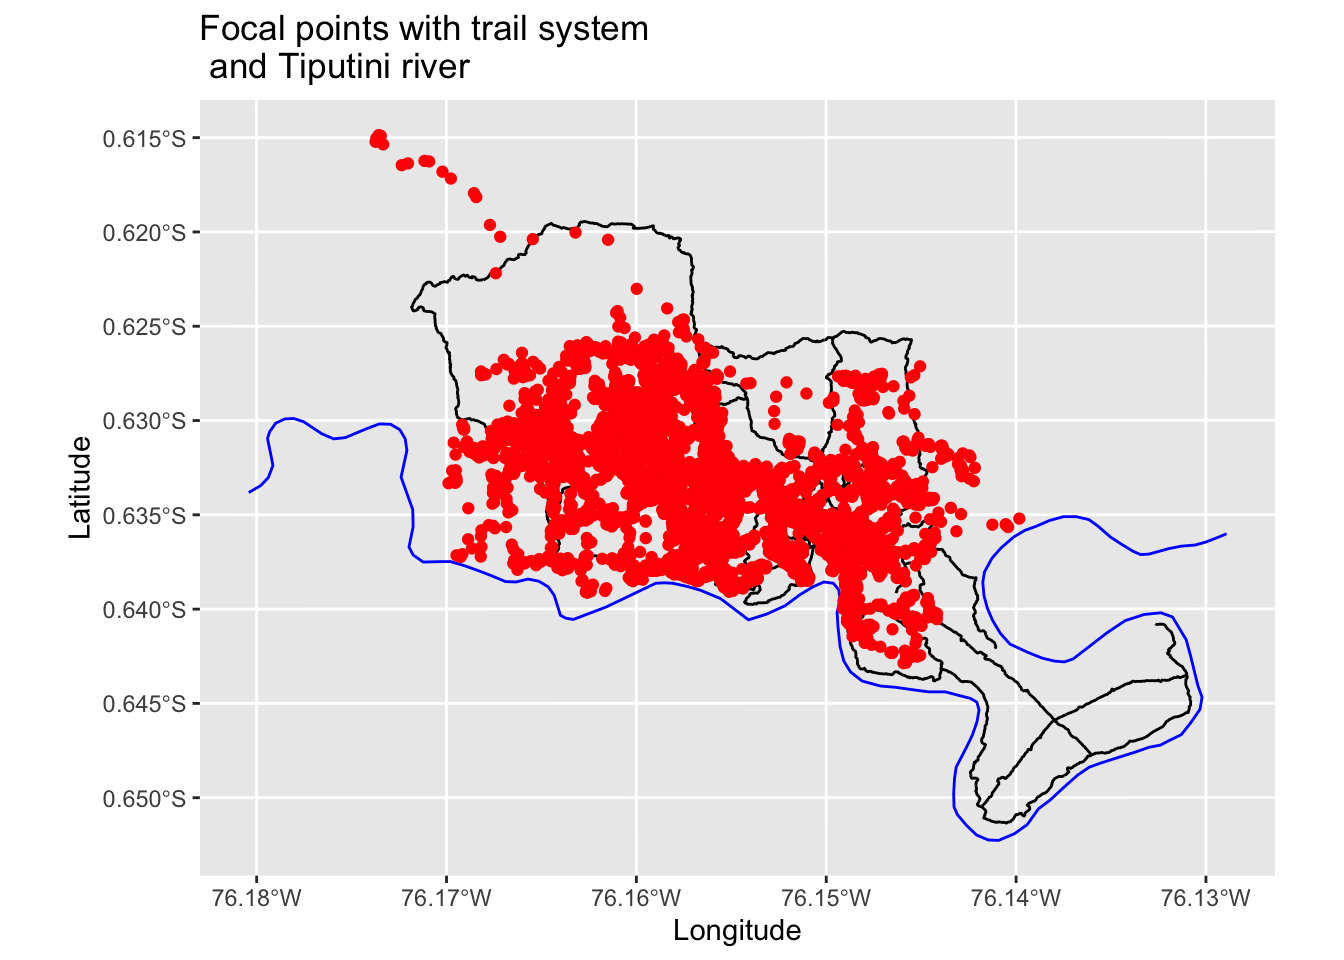 Focal points with trail system
and Tiputini river
0.615°S
0.620°S
0.625°S
0.630°S
0.635°S
0.640°S
0.645°S
0.650°S
Latitude
76.18°W 76.17°W 76.16°W 76.15°W 76.14°W 76.13°W
Longitude